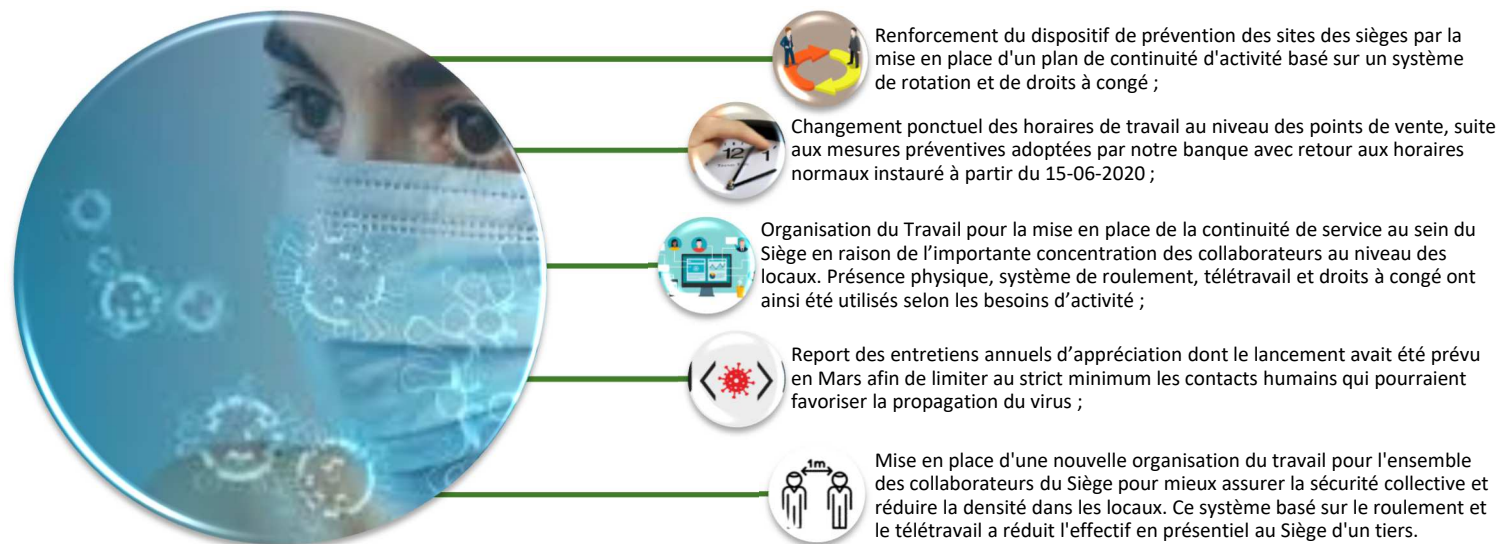 Renforcement du dispositif de prévention des sites des sièges par la
mise en place d'un plan de continuité d'activité basé sur un système
de rotation et de droits à congé ;
Changement ponctuel des horaires de travail au niveau des points de vente, suite
aux mesures préventives adoptées par notre banque avec retour aux horaires
normaux instauré à partir du 15-06-2020 ;
12 1
Organisation du Travail pour la mise en place de la continuité de service au sein du
Siège en raison de l’importante concentration des collaborateurs au niveau des
locaux. Présence physique, système de roulement, télétravail et droits à congé ont
ainsi été utilisés selon les besoins d’activité ;
Report des entretiens annuels d’appréciation dont le lancement avait été prévu
en Mars afin de limiter au strict minimum les contacts humains qui pourraient
favoriser la propagation du virus ;
1m
Mise en place d'une nouvelle organisation du travail pour l'ensemble
des collaborateurs du Siège pour mieux assurer la sécurité collective et
réduire la densité dans les locaux. Ce système basé sur le roulement et
le télétravail a réduit l'effectif en présentiel au Siège d'un tiers.